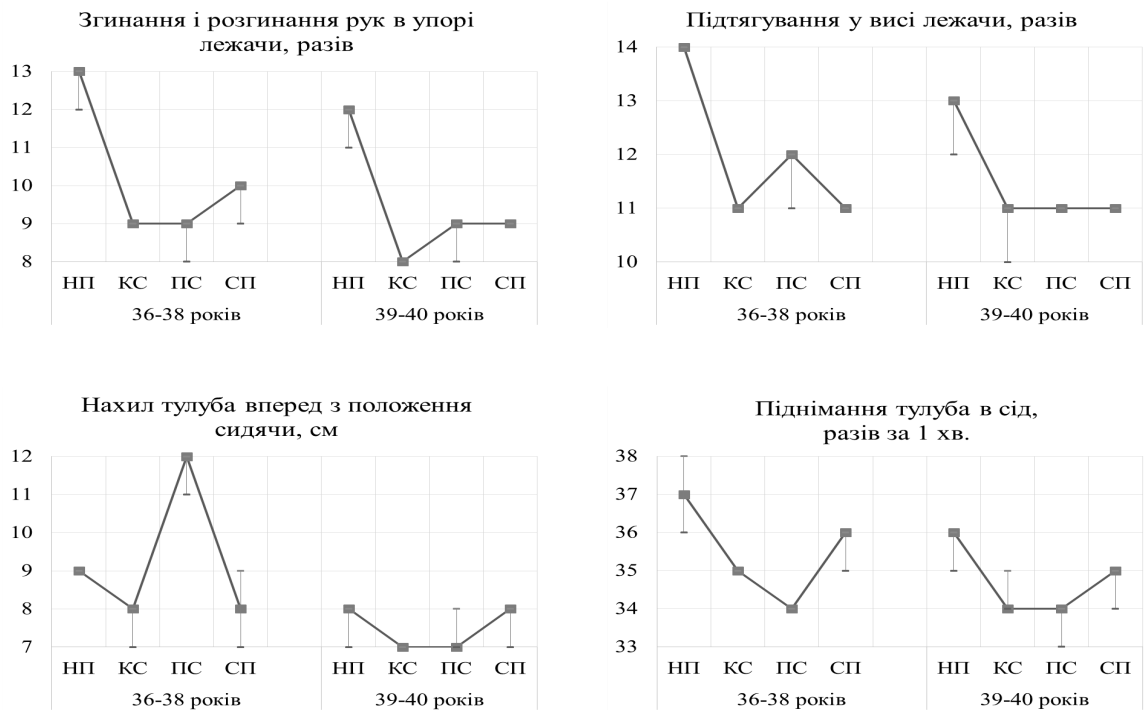 Згинання і розгинання рук в упорі
лежачи, разів
13
12
11
10
9
8
НП КС ПС СП НП КС ПС СП
36-38 років 39-40 років
Підтягування у висі лежачи, разів
14
13
12
11
10
НП КС ПС СП НП КС ПС СП
36-38 років 39-40 років
Нахил тулуба вперед з положення
сидячи, см
12
11
10
9
8
7
НП КС ПС СП НП КС ПС СП
36-38 років 39-40 років
Піднімання тулуба в сід,
разів за 1 хв.
38
37
36
35
34
33
НП КС ПС СП НП КС ПС СП
36-38 років 39-40 років